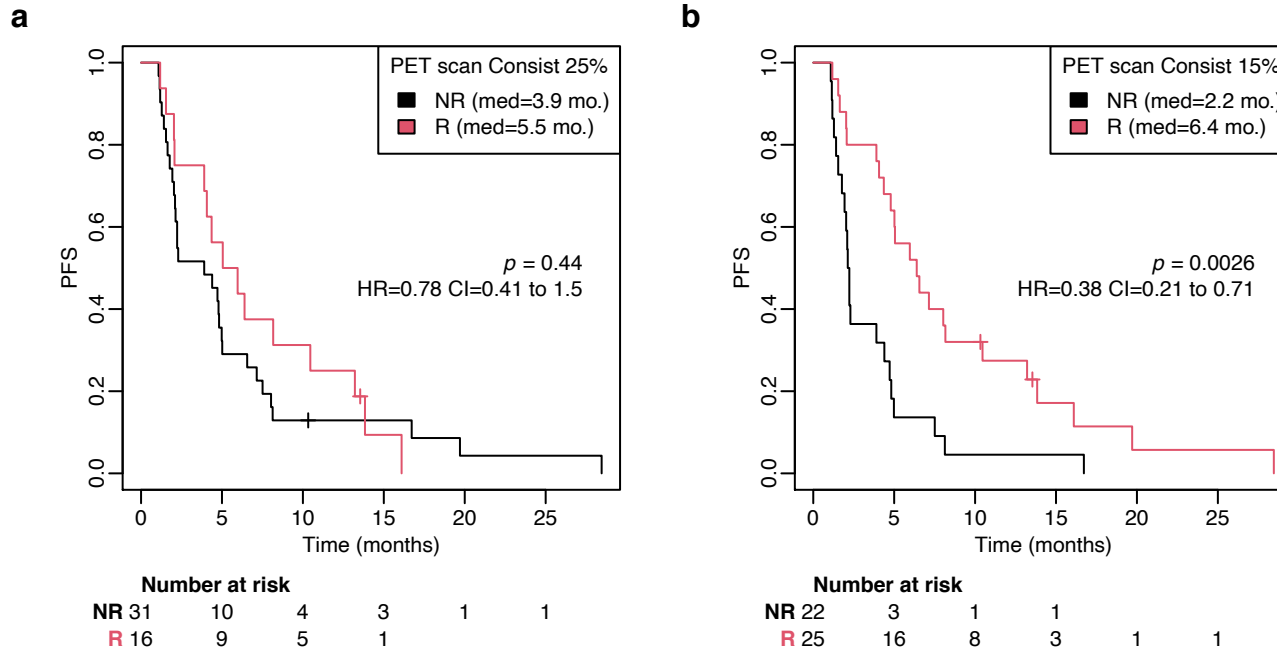 a
PET scan Consist 25%
NR (med=3.9 mo.)
R (med=5.5 mo.)
p = 0.44
HR=0.78 CI=0.41 to 1.5
PFS
0.0 0.2 0.4 0.6 0.8 1.0
0 5 10 15 20 25
Time (months)
Number at risk
NR 31 10 4 3 1 1
R 16 9 5 1
b
PET scan Consist 15%
NR (med=2.2 mo.)
R (med=6.4 mo.)
p = 0.0026
HR=0.38 CI=0.21 to 0.71
PFS
0.0 0.2 0.4 0.6 0.8 1.0
0 5 10 15 20 25
Time (months)
Number at risk
NR 22 3 1 1
R 25 16 8 3 1 1